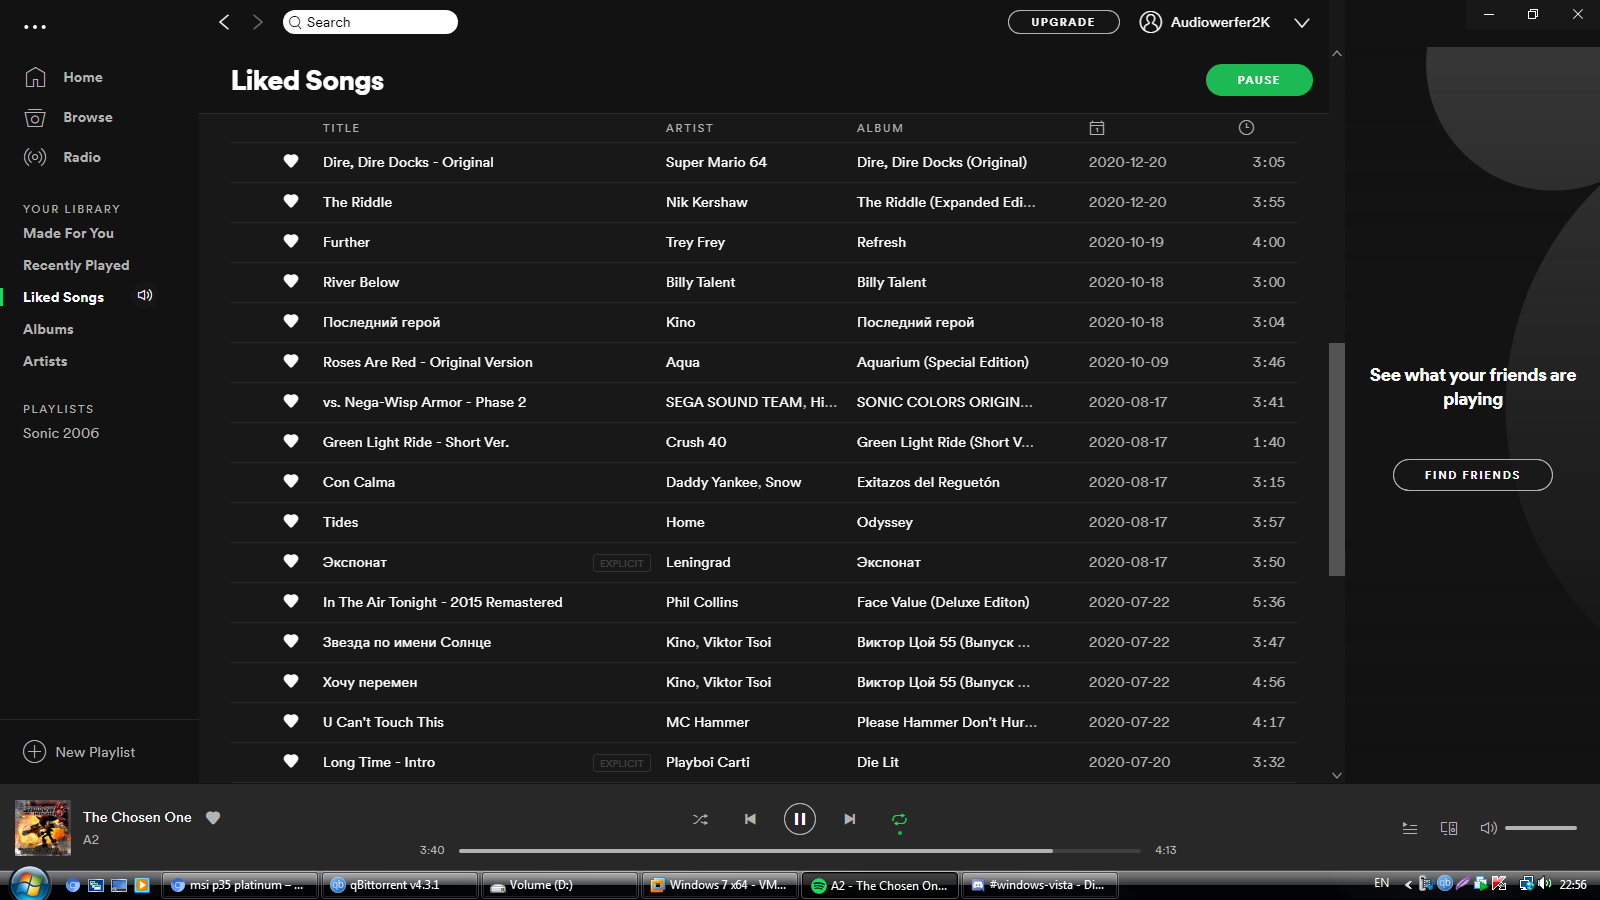 Search
UPGRADE
Audiowerfer2K
Home
Browse
Radio
YOUR LIBRARY
Made For You
Recently Played
Liked Songs
Albums
Artists
PLAYLISTS
Sonic 2006
New Playlist
Liked Songs
PAUSE
TITLE ARTIST ALBUM
Dire, Dire Docks - Original Super Mario 64 Dire, Dire Docks (Original) 2020-12-20 3:05
The Riddle Nik Kershaw The Riddle (Expanded Edi... 2020-12-20 3:55
Further Trey Frey Refresh 2020-10-19 4:00
River Below Billy Talent Billy Talent 2020-10-18 3:00
Последний герой Kino Последний герой 2020-10-18 3:04
Roses Are Red - Original Version Aqua Aquarium (Special Edition) 2020-10-09 3:46
vs. Nega-Wisp Armor - Phase 2 SEGA SOUND TEAM, Hi... SONIC COLORS ORIGIN... 2020-08-17 3:41
Green Light Ride - Short Ver. Crush 40 Green Light Ride (Short V... 2020-08-17 1:40
Con Calma Daddy Yankee, Snow Exitazos del Reguetón 2020-08-17 3:15
Tides Home Odyssey 2020-08-17 3:57
Экспонат EXPLICIT Leningrad Экспонат 2020-08-17 3:50
In The Air Tonight - 2015 Remastered Phil Collins Face Value (Deluxe Editon) 2020-07-22 5:36
Звезда по имени Солнце Kino, Viktor Tsoi Виктор Цой 55 (Выпуск ... 2020-07-22 3:47
Хочу перемен Kino, Viktor Tsoi Виктор Цой 55 (Выпуск ... 2020-07-22 4:56
U Can't Touch This MC Hammer Please Hammer Don't Hur... 2020-07-22 4:17
Long Time - Intro EXPLICIT Playboi Carti Die Lit 2020-07-20 3:32
See what your friends are
playing
FIND FRIENDS
The Chosen One
A2
3:40
4:13
msi p35 platinum – ... qBittorrent v4.3.1 Volume (D:) Windows 7 x64 - VM... A2 - The Chosen On... #windows-vista - Di... EN 22:56